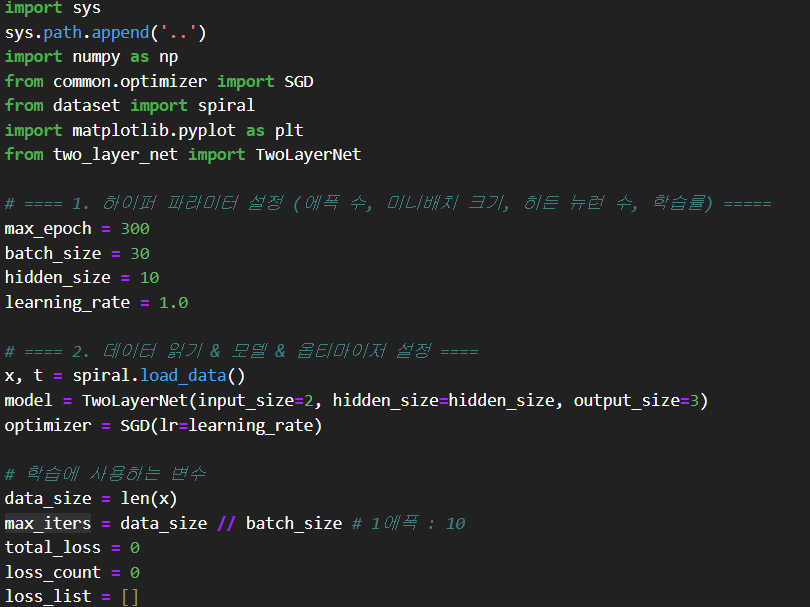 import sys
sys.path.append('..')
import numpy as np
from common.optimizer import SGD
from dataset import spiral
import matplotlib.pyplot as plt
from two_layer_net import TwoLayerNet
# ==== 1. 하이퍼 파라미터 설정 (에폭 수, 미니배치 크기, 히든 뉴런 수, 학습률) =====
max_epoch = 300
batch_size = 30
hidden_size = 10
learning_rate = 1.0
# ==== 2. 데이터 읽기 & 모델 & 옵티마이저 설정 ====
x, t = spiral.load_data()
model = TwoLayerNet(input_size=2, hidden_size=hidden_size, output_size=3)
optimizer = SGD(lr=learning_rate)
# 학습에 사용하는 변수
data_size = len(x)
max_iters = data_size // batch_size # 1에폭 : 10
total_loss = 0
loss_count = 0
loss_list = []